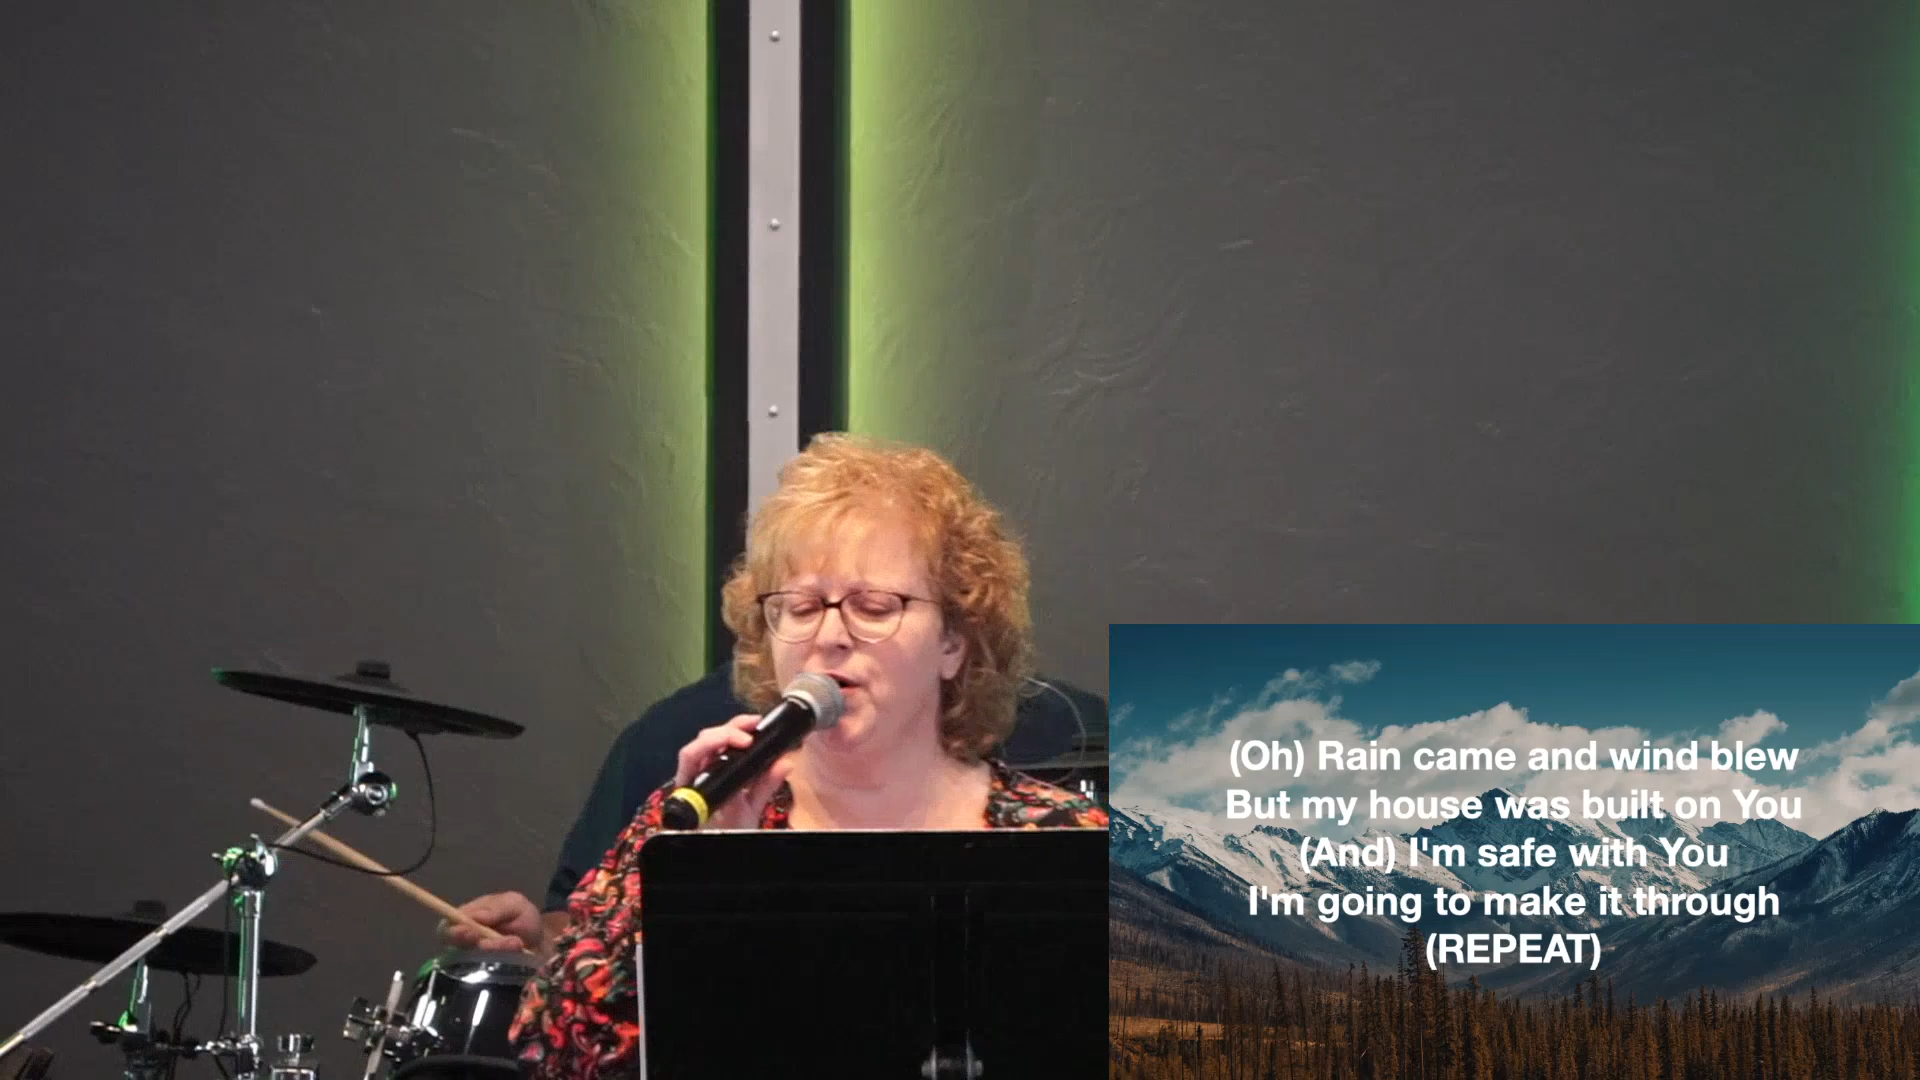 (Oh) Rain came and wind blew
But my house was built on You
(And) I'm safe with You
I'm going to make it through
(REPEAT)